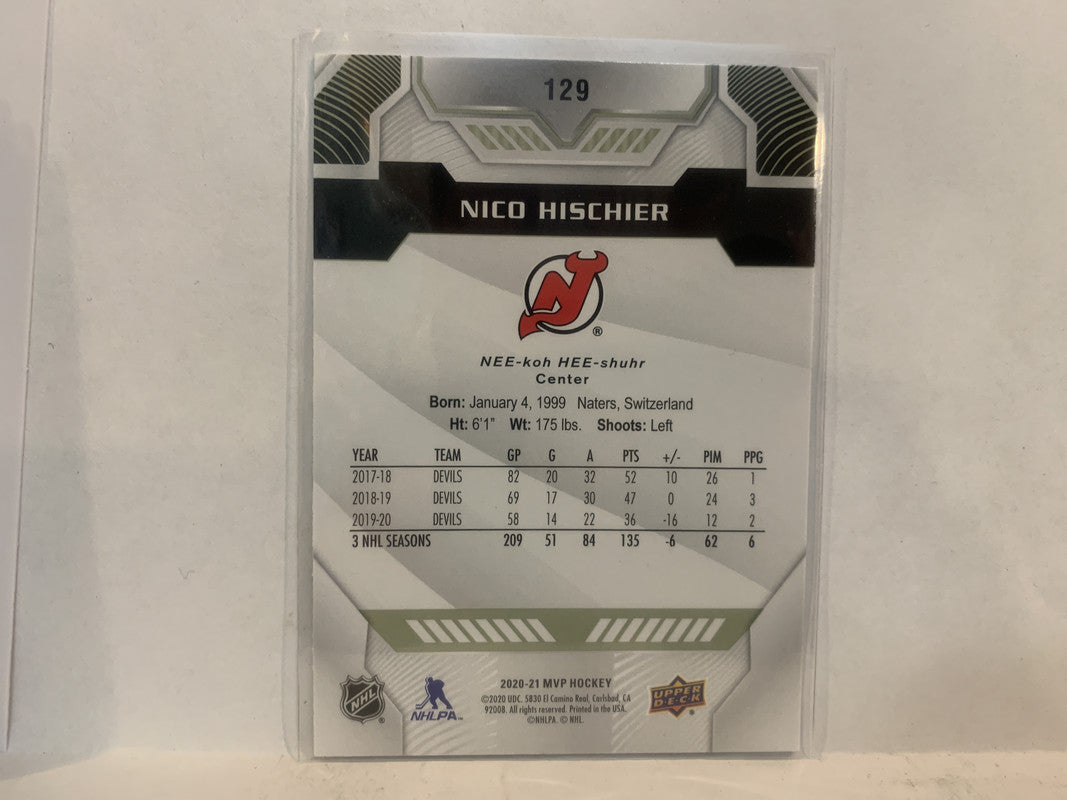 129
NICO HISCHIER
NJ ®
NEE-koh HEE-shuhr
Center
Born: January 4, 1999 Naters, Switzerland
Ht: 6'1" Wt: 175 lbs. Shoots: Left
YEAR TEAM GP G A PTS +/- PIM PPG
2017-18 DEVILS 82 20 32 52 10 26 1
2018-19 DEVILS 69 17 30 47 0 24 3
2019-20 DEVILS 58 14 22 36 -16 12 2
3 NHL SEASONS 209 51 84 135 -6 62 6
2020-21 MVP HOCKEY
©2020 UDC. 5830 El Camino Real, Carlsbad, CA
92008. All rights reserved. Printed in the USA.
©NHLPA. © NHL.
NHL ®
NHLPA™
UPPER
DECK